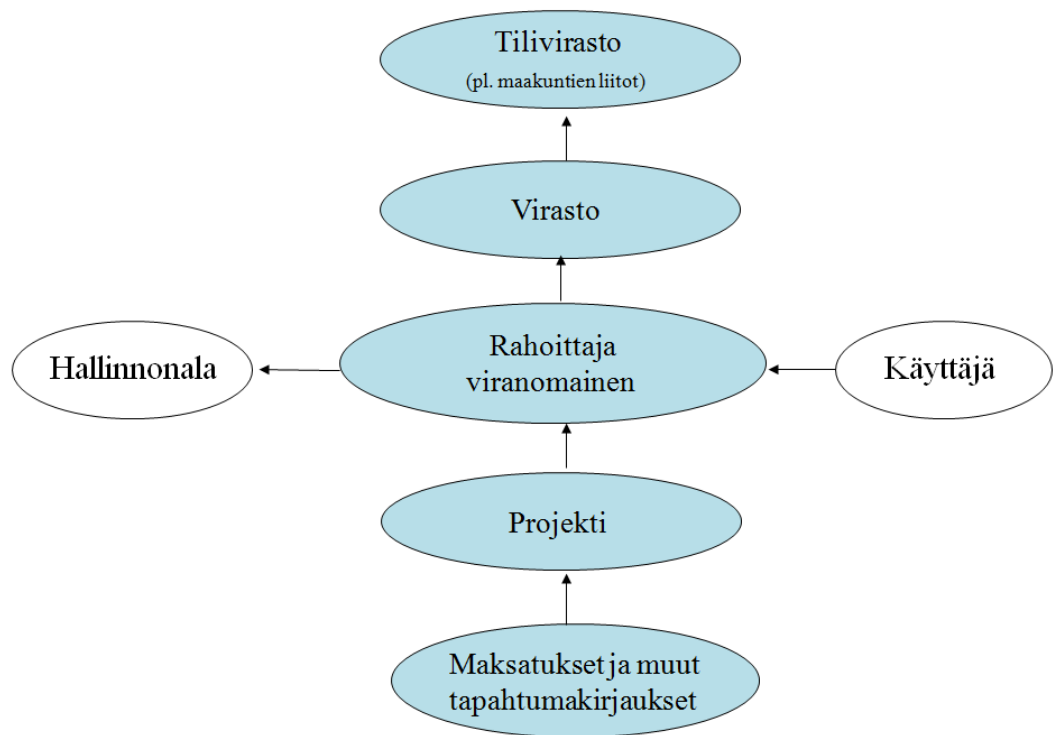 Tilivirasto
(pl. maakuntien liitot)
Virasto
Hallinnonala
Rahoittaja
viranomainen
Käyttäjä
Projekti
Maksatukset ja muut
tapahtumakirjaukset